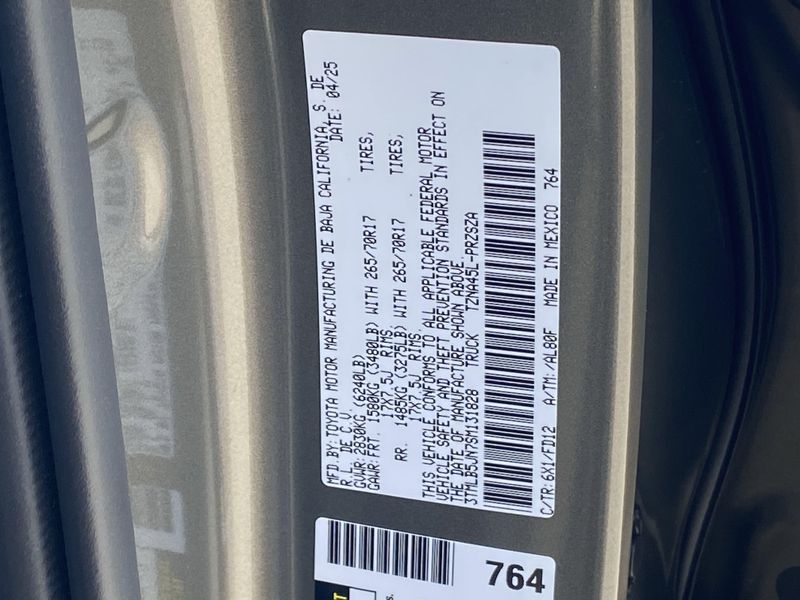 MFD.BY:TOYOTA MOTOR MANUFACTURING DE BAJA CALIFORNIA, S. DE
R.L. DE C.V. DATE: 04/25
GVWR:2830KG (6240LB)
GAWR:FRT. 1580KG (3480LB) WITH 265/70R17 TIRES,
17X7.5J RIMS,
RR. 1485KG (3275LB) WITH 265/70R17 TIRES,
17X7.5J RIMS,
THIS VEHICLE CONFORMS TO ALL APPLICABLE FEDERAL MOTOR
VEHICLE SAFETY AND THEFT PREVENTION STANDARDS IN EFFECT ON
THE DATE OF MANUFACTURE SHOWN ABOVE.
3TMLB5JN7SM131828 TRUCK TZNA45L-PRZSZA
C/TR:6X1/FD12 A/TM:/AL80F MADE IN MEXICO 764
764